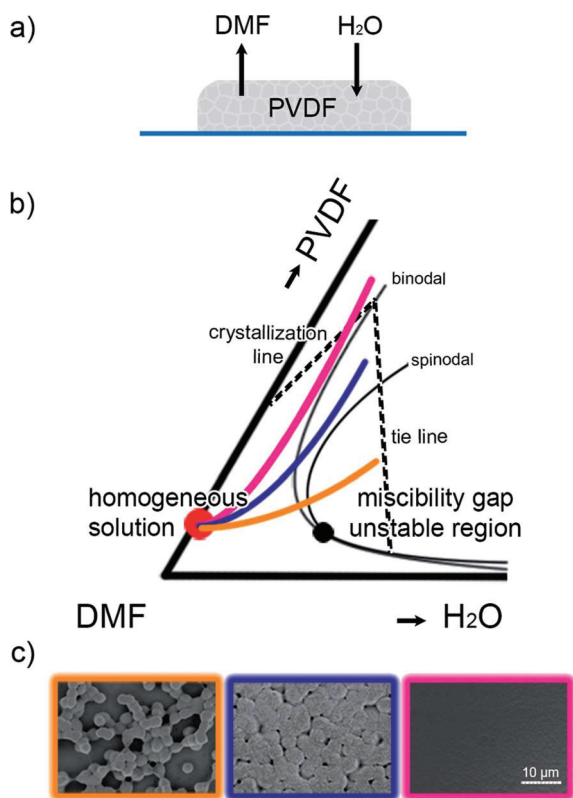 a)
DMF
H₂O
PVDF
b)
PVDF
binodal
crystallization
line
spinodal
tie line
homogeneous
solution
miscibility gap
unstable region
DMF
H₂O
c)
10 μm